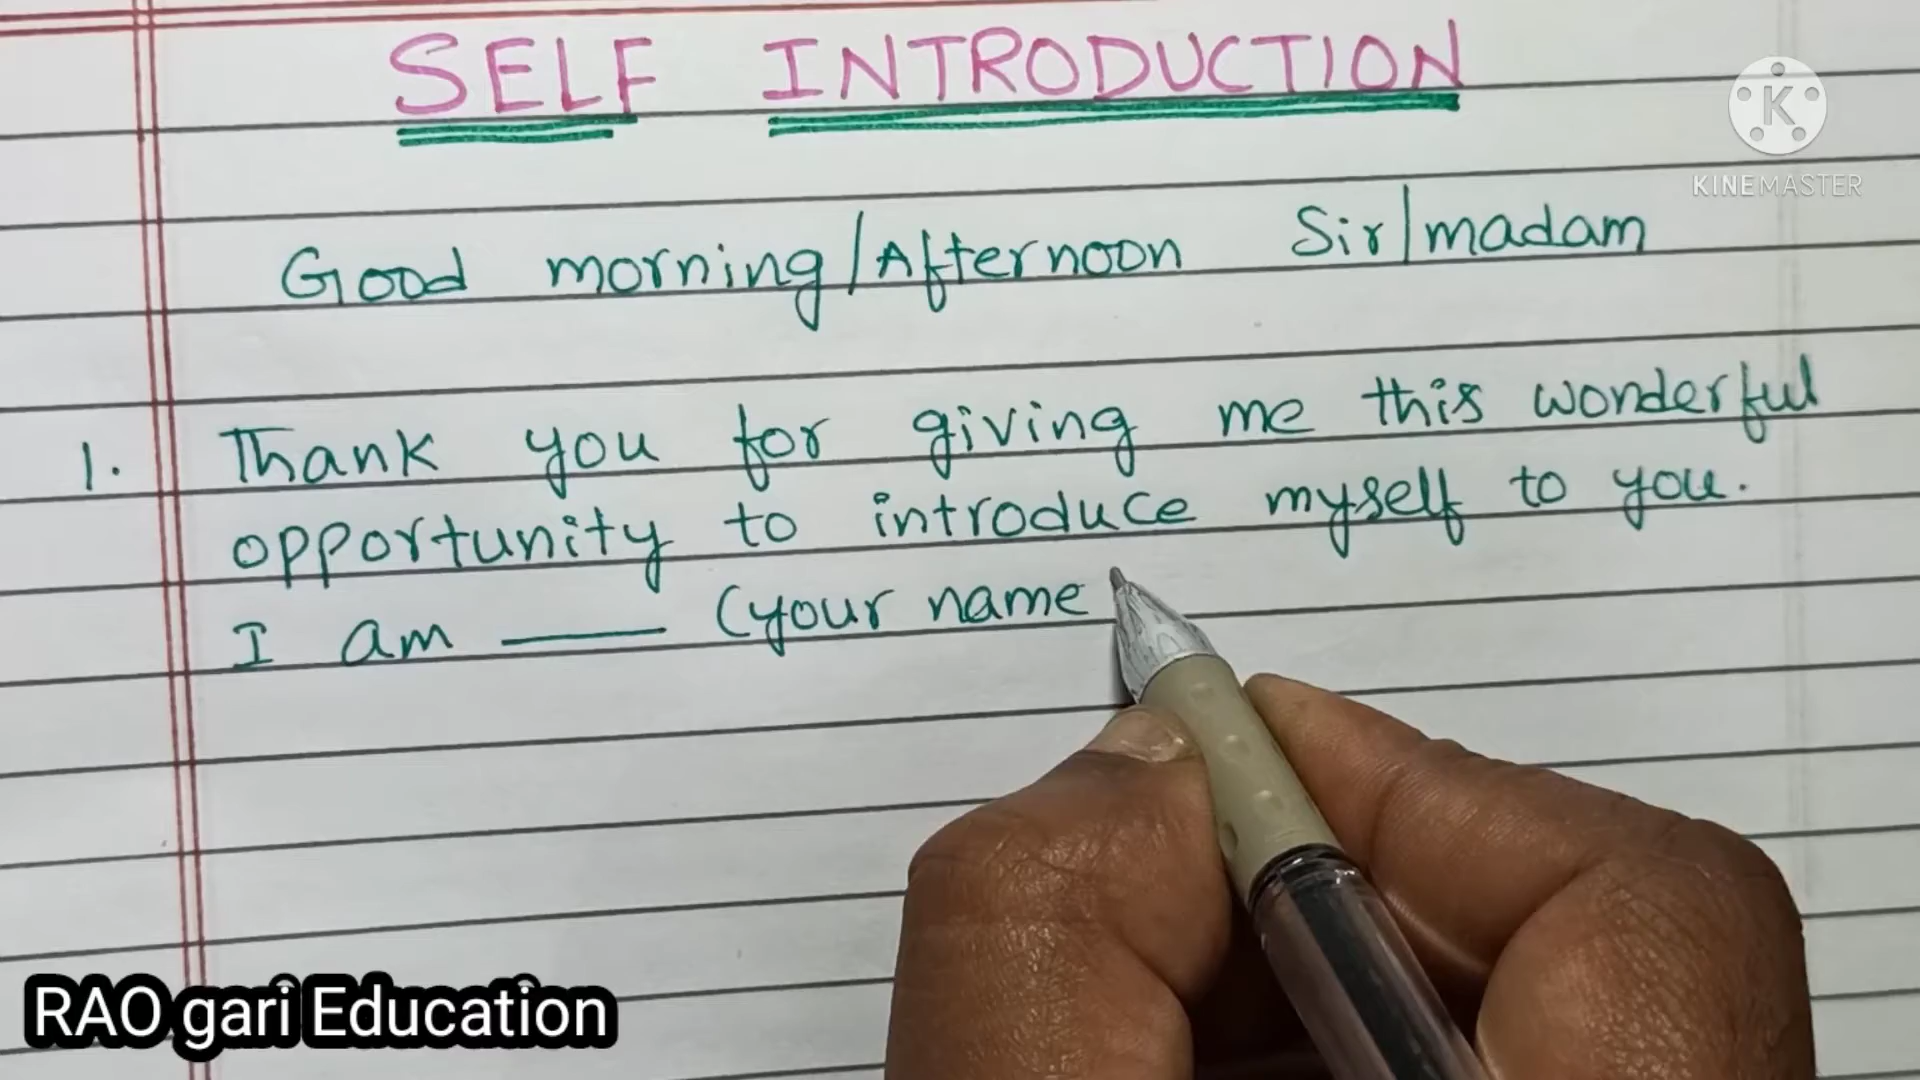 SELF INTRODUCTION
KINEMASTER
Good morning/Afternoon Sir/madam
1. Thank you for giving me this wonderful
opportunity to introduce myself to you.
I am ____ (your name
RAO gari Education